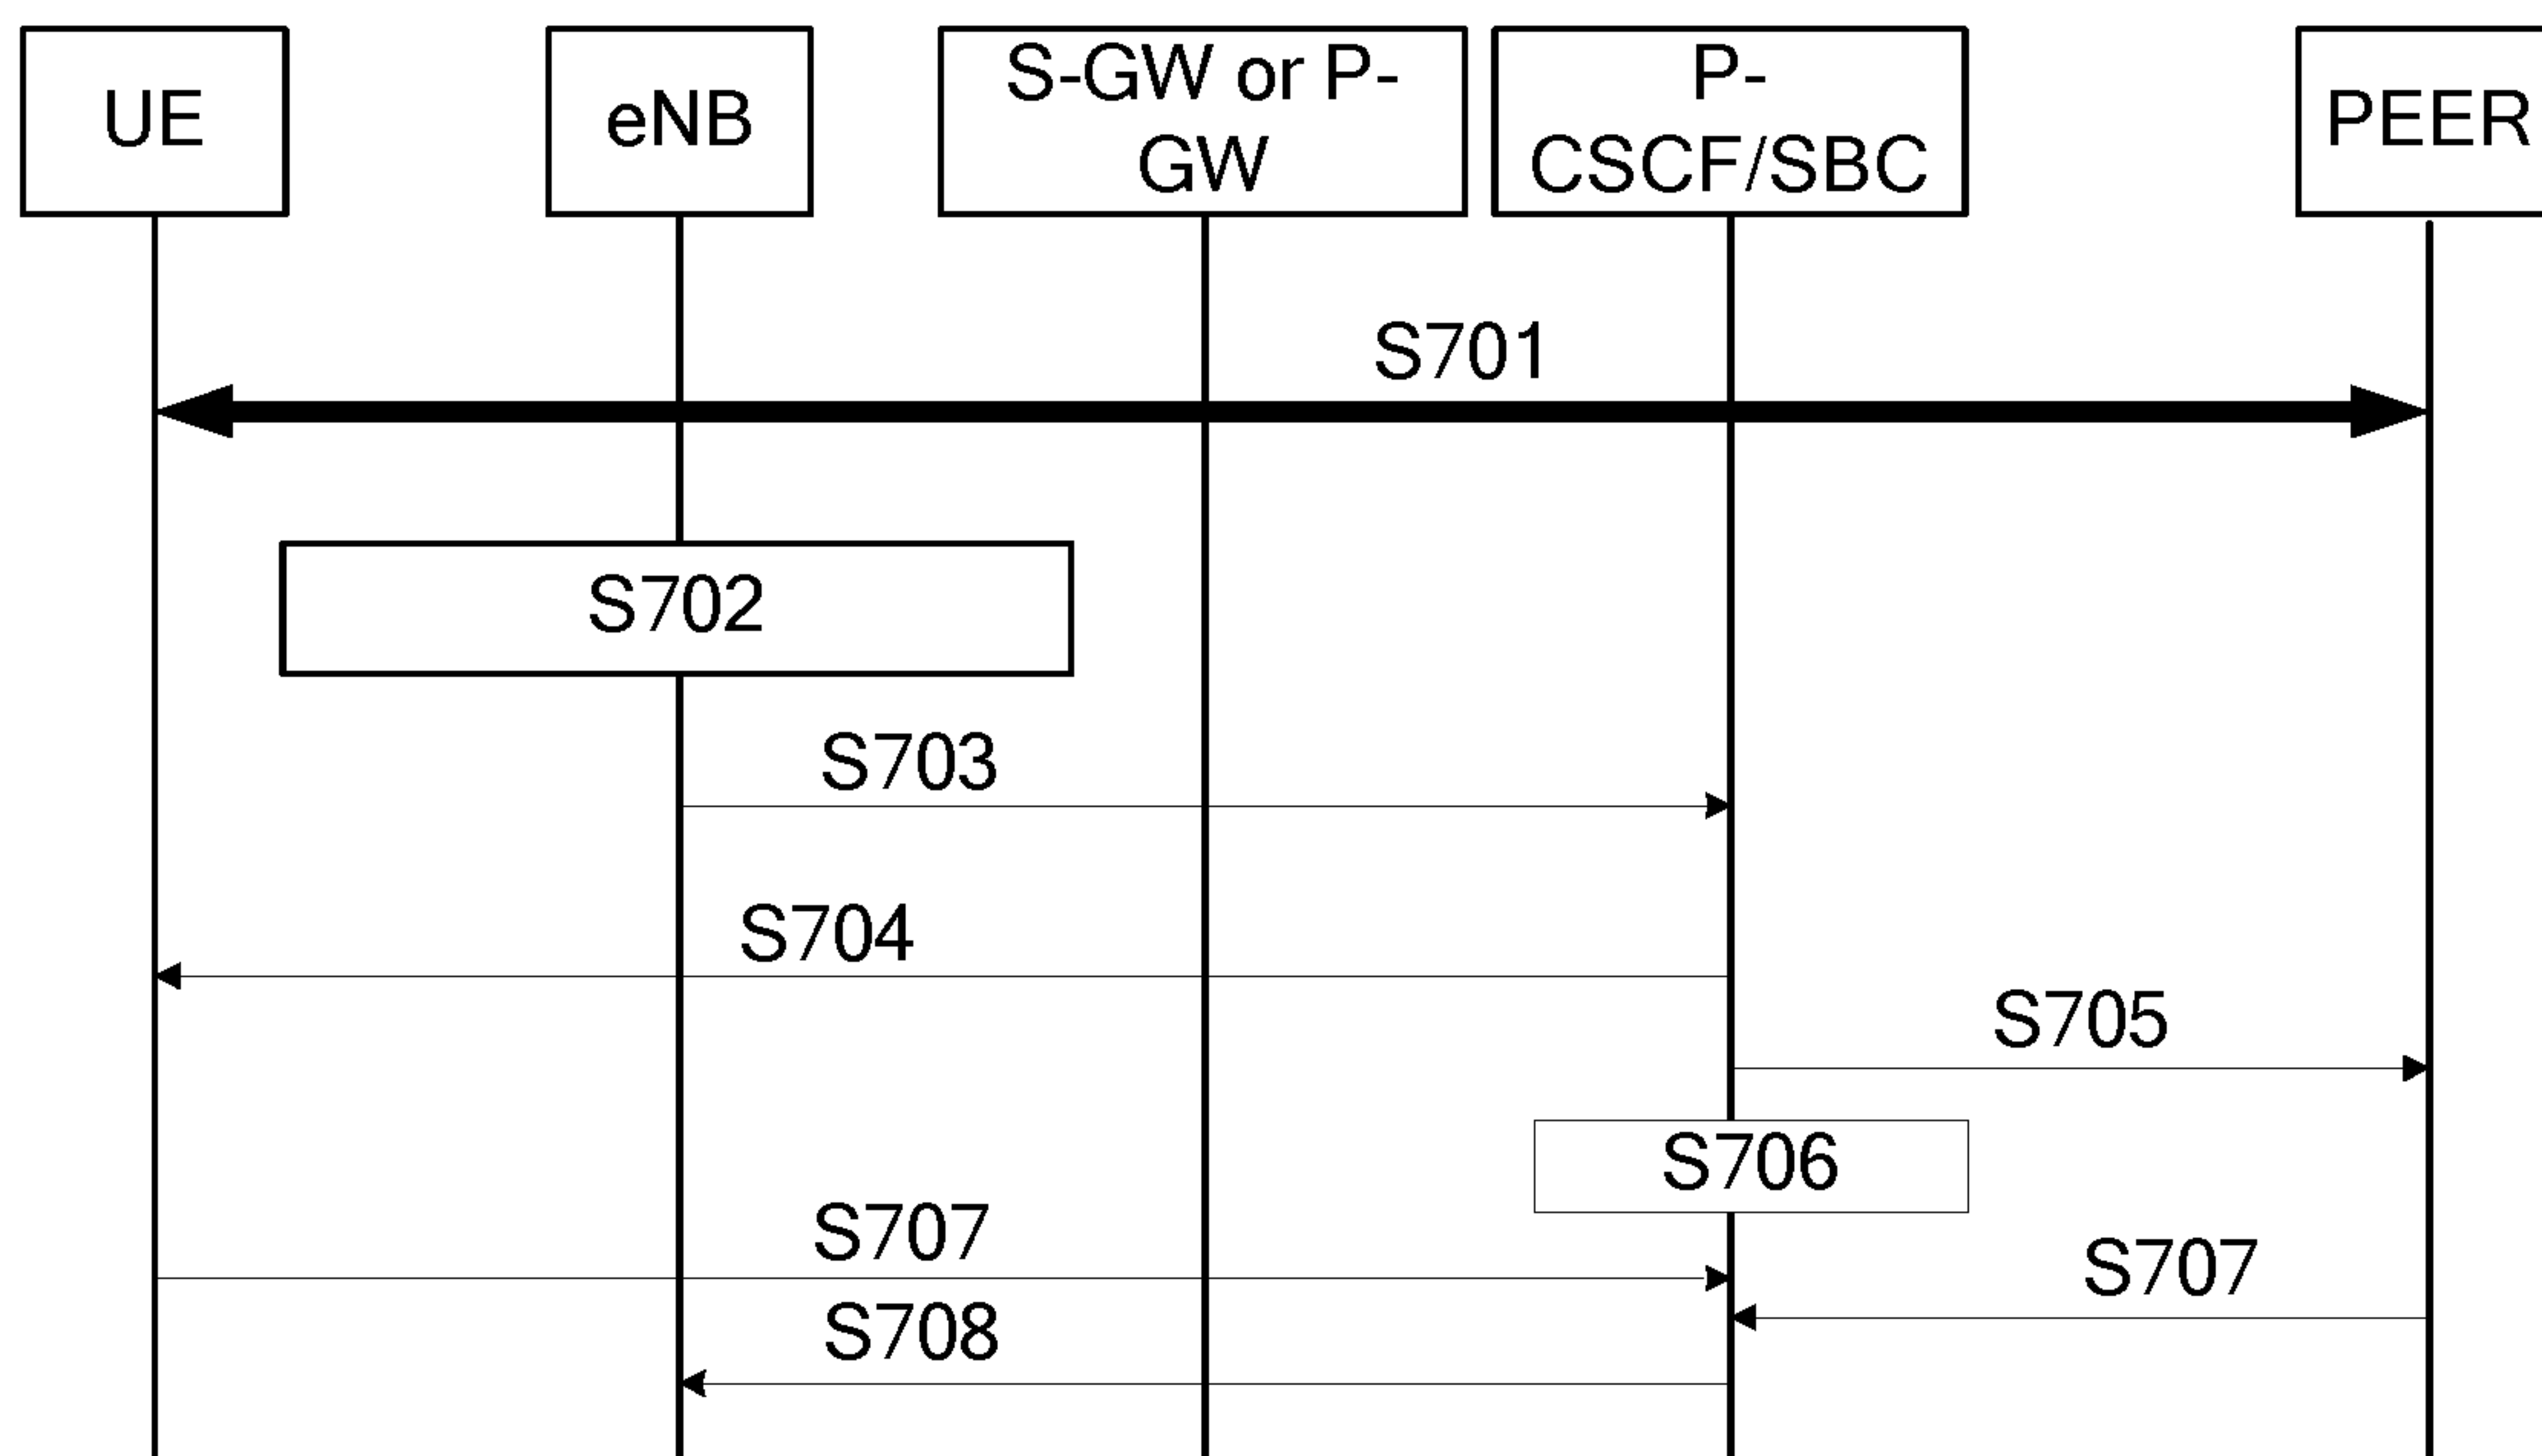 UE
eNB
S-GW or P-
GW
P-
CSCF/SBC
PEER
S701
S702
S703
S704
S705
S706
S707
S707
S708